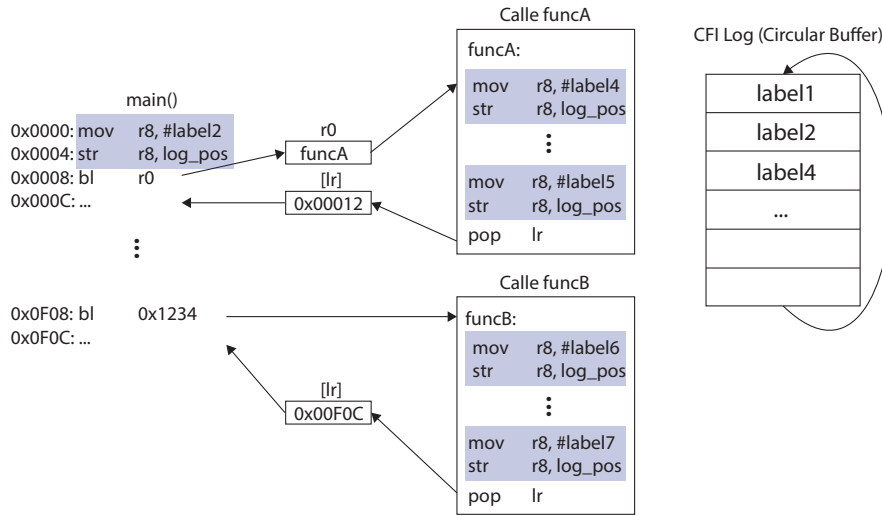 Calle funcA
funcA:
mov r8, #label4
str r8, log_pos
mov r8, #label5
str r8, log_pos
pop lr
main()
0x0000: mov r8, #label2
0x0004: str r8, log_pos
0x0008: bl r0
0x000C: ...
r0
funcA
[lr]
0x00012
0x0F08: bl 0x1234
0x0F0C: ...
[lr]
0x00F0C
Calle funcB
funcB:
mov r8, #label6
str r8, log_pos
mov r8, #label7
str r8, log_pos
pop lr
CFI Log (Circular Buffer)
label1
label2
label4
...